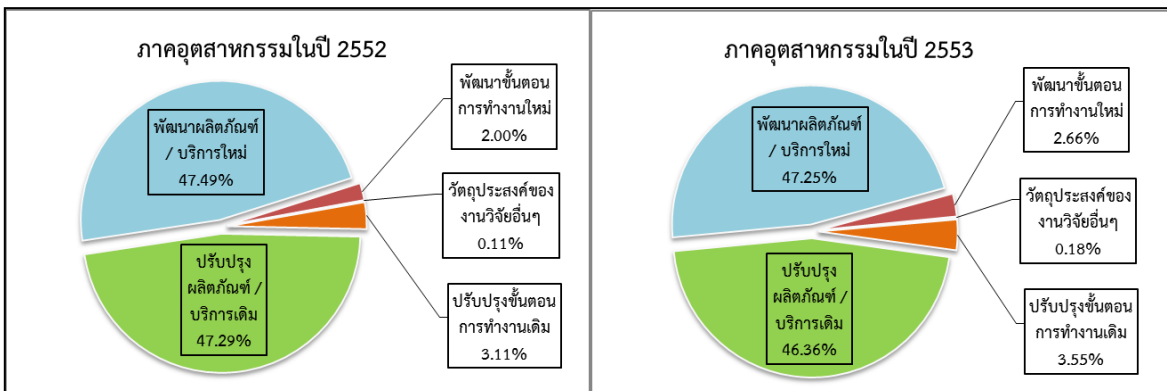 ภาคอุตสาหกรรมในปี 2552
พัฒนาผลิตภัณฑ์
/ บริการใหม่
47.49%
พัฒนาขั้นตอน
การทำงานใหม่
2.00%
วัตถุประสงค์ของ
งานวิจัยอื่นๆ
0.11%
ปรับปรุง
ผลิตภัณฑ์ /
บริการเดิม
47.29%
ปรับปรุงขั้นตอน
การทำงานเดิม
3.11%
ภาคอุตสาหกรรมในปี 2553
พัฒนาผลิตภัณฑ์
/ บริการใหม่
47.25%
พัฒนาขั้นตอน
การทำงานใหม่
2.66%
วัตถุประสงค์ของ
งานวิจัยอื่นๆ
0.18%
ปรับปรุง
ผลิตภัณฑ์ /
บริการเดิม
46.36%
ปรับปรุงขั้นตอน
การทำงานเดิม
3.55%